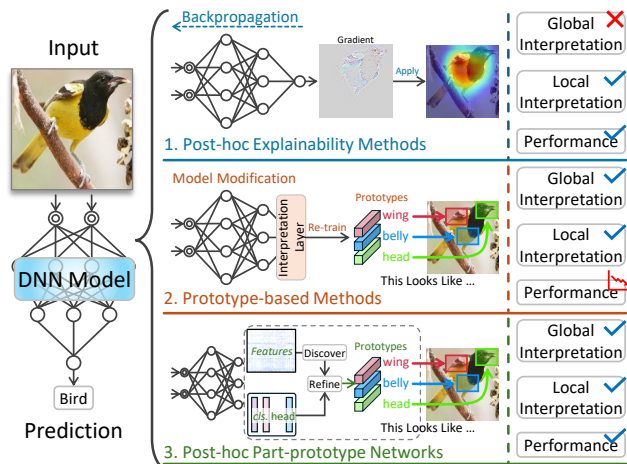 Input
DNN Model
Bird
Prediction
Backpropagation
Gradient
Apply
1. Post-hoc Explainability Methods
Global
Interpretation
Local
Interpretation
Performance
Model Modification
Interpretation
Layer
Re-train
Prototypes
wing
belly
head
This Looks Like ...
2. Prototype-based Methods
Global
Interpretation
Local
Interpretation
Performance
Features
Discover
Refine
cls. head
Prototypes
wing
belly
head
This Looks Like ...
3. Post-hoc Part-prototype Networks
Global
Interpretation
Local
Interpretation
Performance